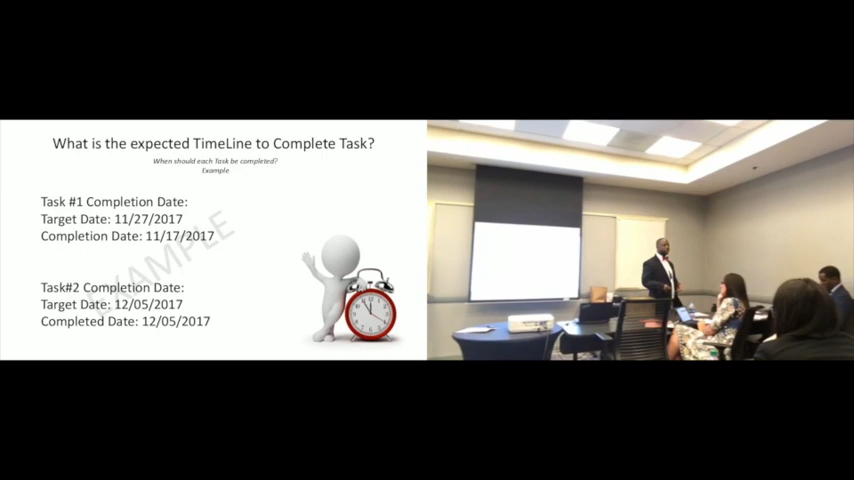 What is the expected TimeLine to Complete Task?
When should each Task be completed?
Example
Task #1 Completion Date:
Target Date: 11/27/2017
Completion Date: 11/17/2017
EXAMPLE
Task#2 Completion Date:
Target Date: 12/05/2017
Completed Date: 12/05/2017